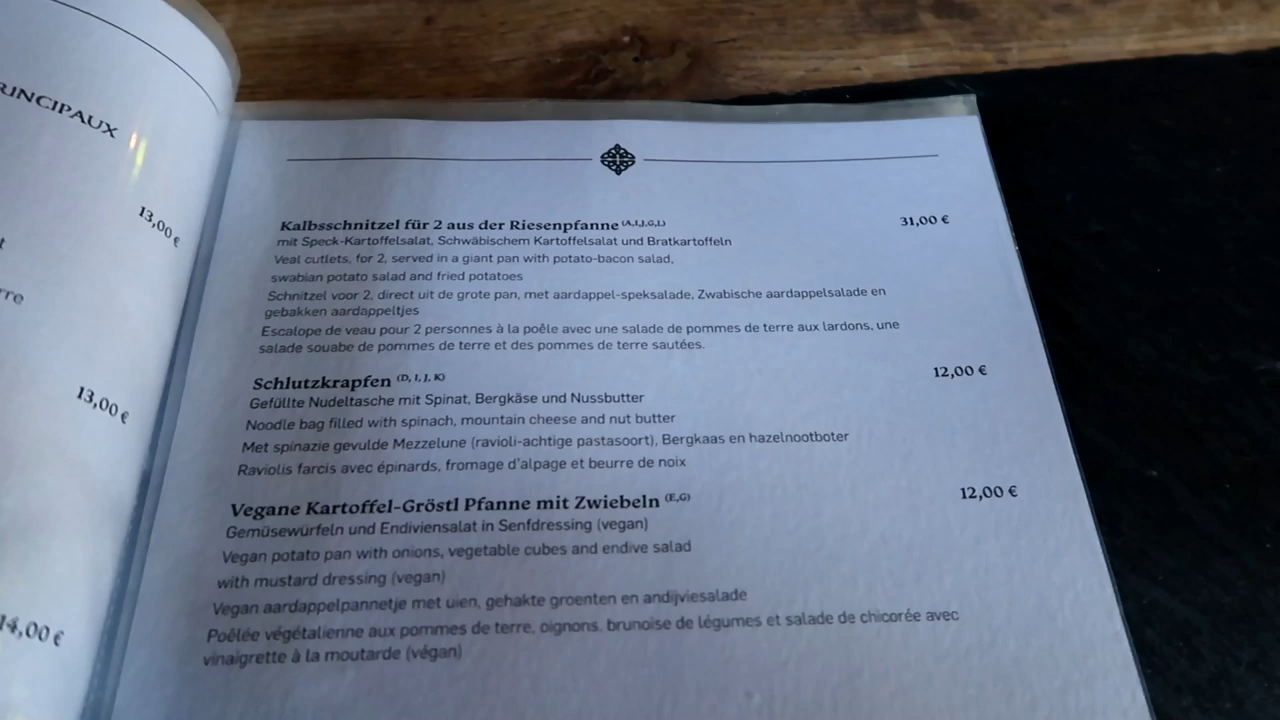 RINCIPAUX
13,00 €
13,00 €
14,00 €
Kalbsschnitzel für 2 aus der Riesenpfanne (A,I,J,G,L) 31,00 €
mit Speck-Kartoffelsalat, Schwäbischem Kartoffelsalat und Bratkartoffeln
Veal cutlets, for 2, served in a giant pan with potato-bacon salad,
swabian potato salad and fried potatoes
Schnitzel voor 2, direct uit de grote pan, met aardappel-speksalade, Zwabische aardappelsalade en
gebakken aardappeltjes
Escalope de veau pour 2 personnes à la poêle avec une salade de pommes de terre aux lardons, une
salade souabe de pommes de terre et des pommes de terre sautées.
Schlutzkrapfen (D, I, J, K) 12,00 €
Gefüllte Nudeltasche mit Spinat, Bergkäse und Nussbutter
Noodle bag filled with spinach, mountain cheese and nut butter
Met spinazie gevulde Mezzelune (ravioli-achtige pastasoort), Bergkaas en hazelnootboter
Raviolis farcis avec épinards, fromage d'alpage et beurre de noix
Vegane Kartoffel-Gröstl Pfanne mit Zwiebeln (E,G) 12,00 €
Gemüsewürfeln und Endiviensalat in Senfdressing (vegan)
Vegan potato pan with onions, vegetable cubes and endive salad
with mustard dressing (vegan)
Vegan aardappelpannetje met uien, gehakte groenten en andijviesalade
Poêlée végétalienne aux pommes de terre, oignons, brunoise de légumes et salade de chicorée avec
vinaigrette à la moutarde (végan)